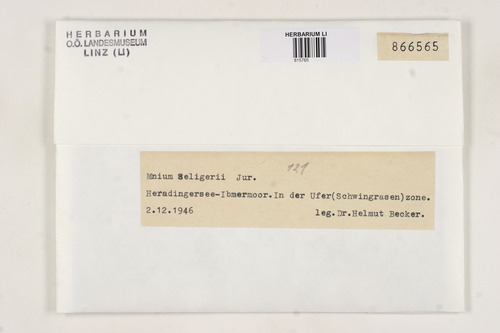 HERBARIUM
O.Ö. LANDESMUSEUM
LINZ (LI)
HERBARIUM LI
866565
121
Mnium Seligerii Jur.
Heradingersee-Ibmermoor.In der Ufer(Schwingrasen)zone.
2.12.1946 leg.Dr.Helmut Becker.